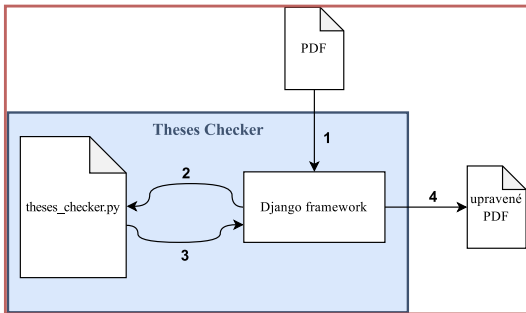 PDF
1
Theses Checker
2
theses_checker.py
Django framework
4
upravené
PDF
3